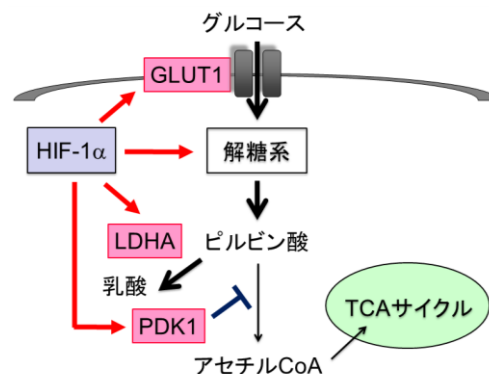 グルコース
GLUT1
HIF-1α
解糖系
LDHA
ピルビン酸
乳酸
PDK1
TCAサイクル
アセチルCoA